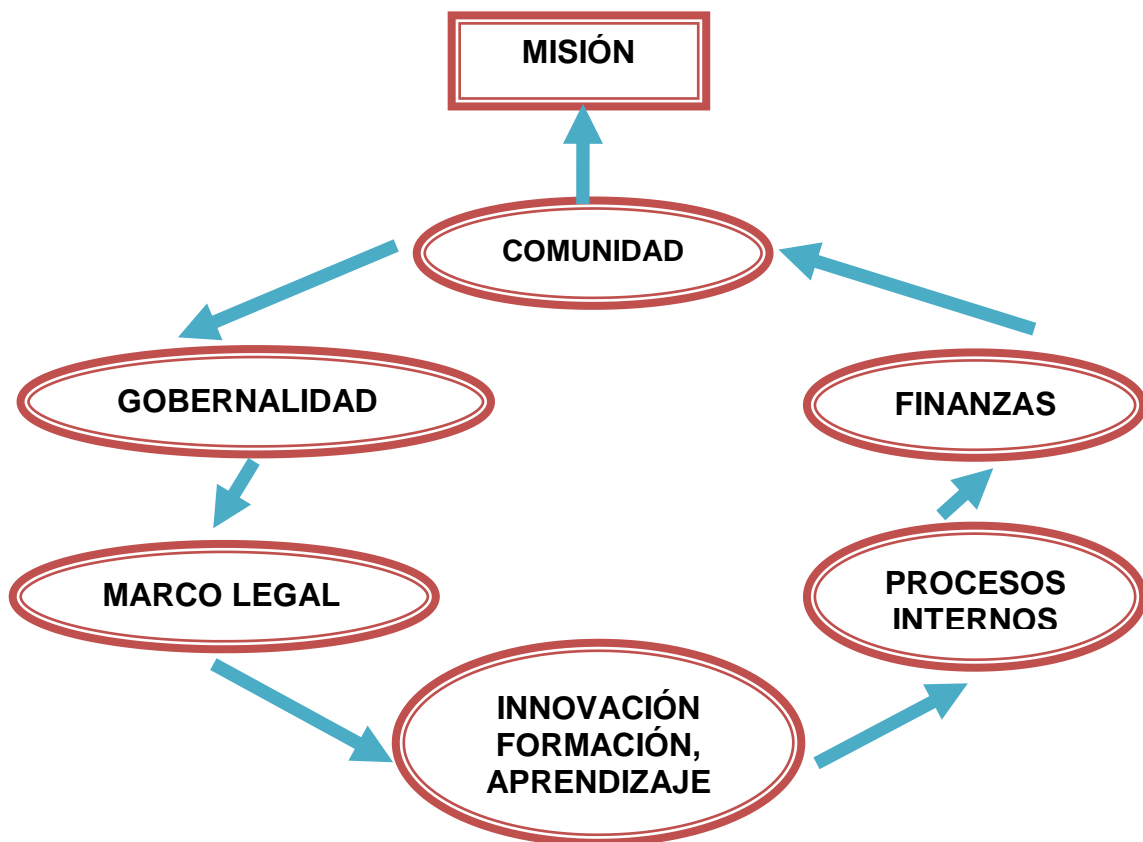 MISIÓN
COMUNIDAD
GOBERNALIDAD
FINANZAS
MARCO LEGAL
PROCESOS
INTERNOS
INNOVACIÓN
FORMACIÓN,
APRENDIZAJE